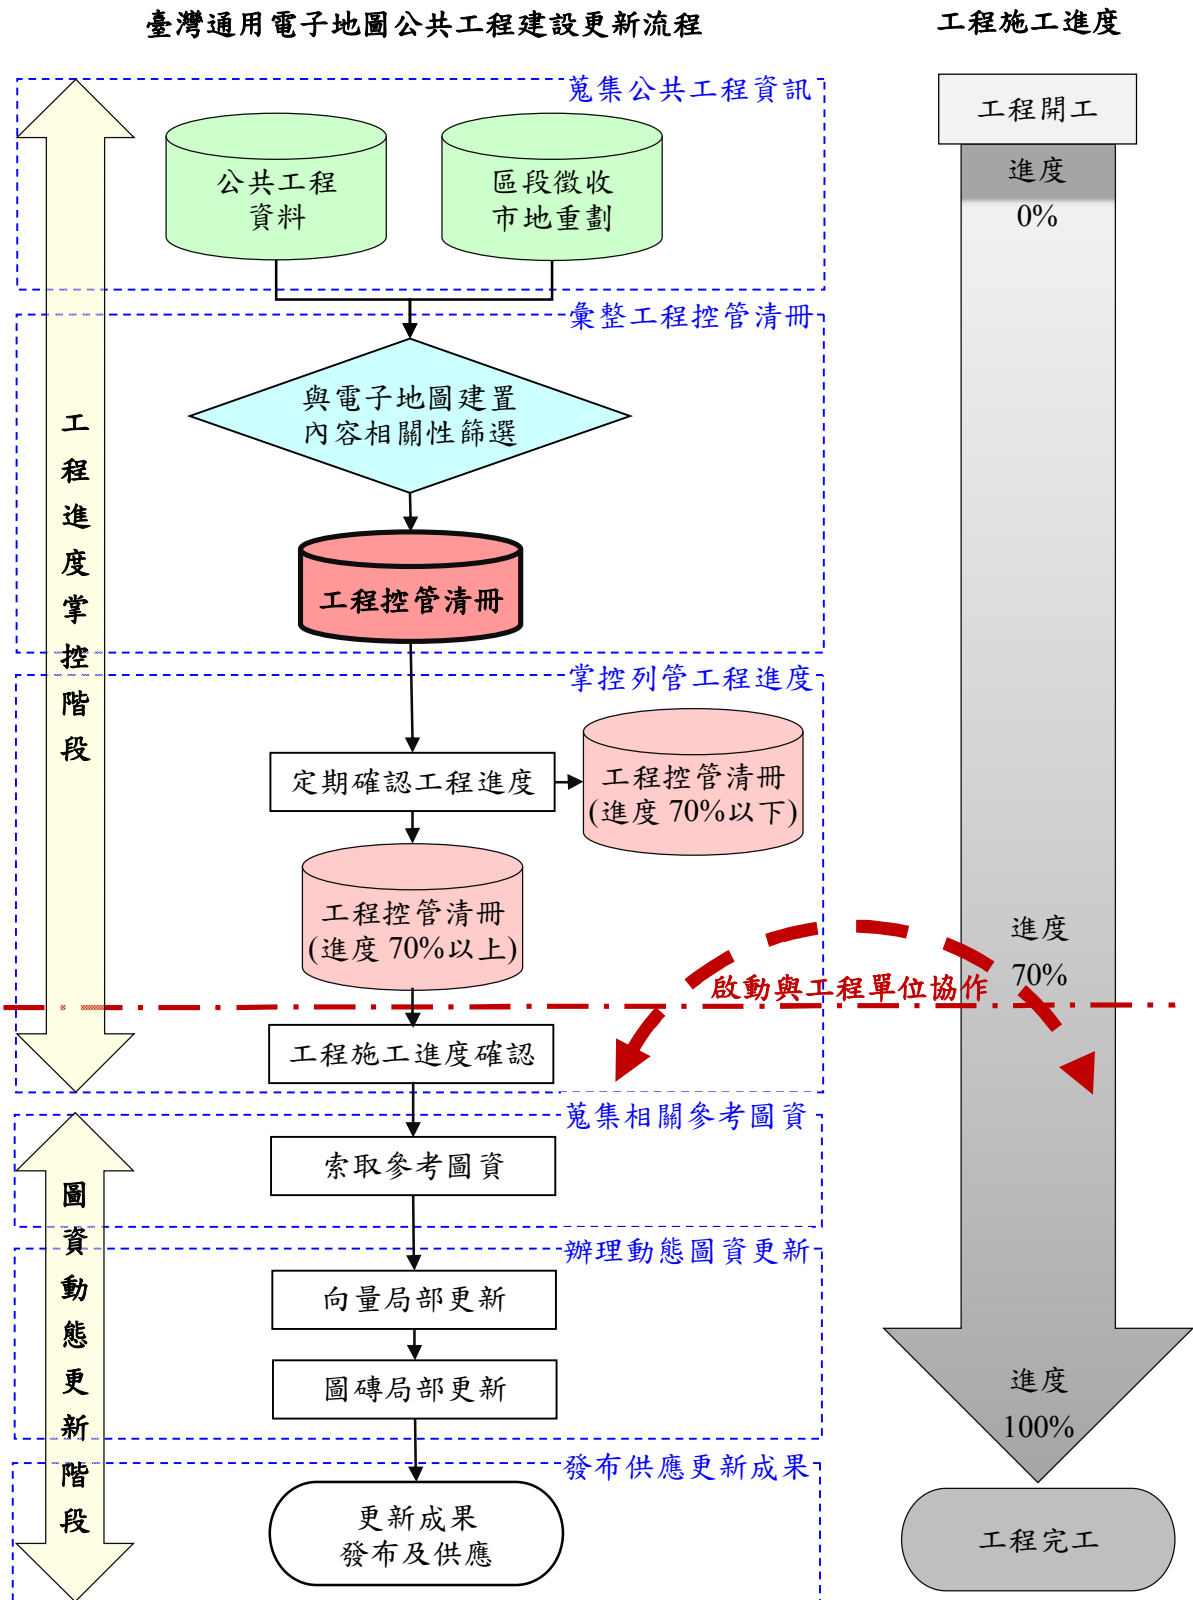 臺灣通用電子地圖公共工程建設更新流程
工程施工進度
蒐集公共工程資訊
公共工程
資料
區段徵收
市地重劃
彙整工程控管清冊
與電子地圖建置
內容相關性篩選
工程控管清冊
掌控列管工程進度
定期確認工程進度
工程控管清冊
(進度 70%以下)
工程控管清冊
(進度 70%以上)
啟動與工程單位協作
工程施工進度確認
蒐集相關參考圖資
索取參考圖資
辦理動態圖資更新
向量局部更新
圖磚局部更新
發布供應更新成果
更新成果
發布及供應
工程進度掌控階段
圖資動態更新階段
工程開工
進度
0%
進度
70%
進度
100%
工程完工